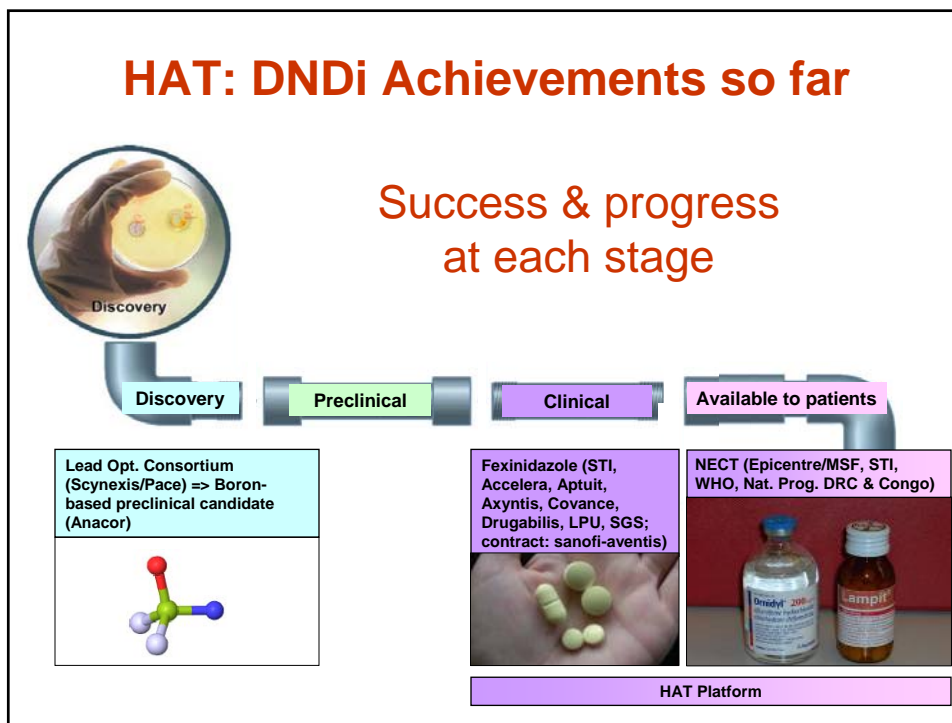 HAT: DNDi Achievements so far
Success & progress
at each stage
Discovery
Discovery
Preclinical
Clinical
Available to patients
Lead Opt. Consortium
(Scynexis/Pace) => Boron-
based preclinical candidate
(Anacor)
Fexinidazole (STI,
Accelera, Aptuit,
Axyntis, Covance,
Drugabilis, LPU, SGS;
contract: sanofi-aventis)
NECT (Epicentre/MSF, STI,
WHO, Nat. Prog. DRC & Congo)
Ornidyl 200
Lampit
HAT Platform